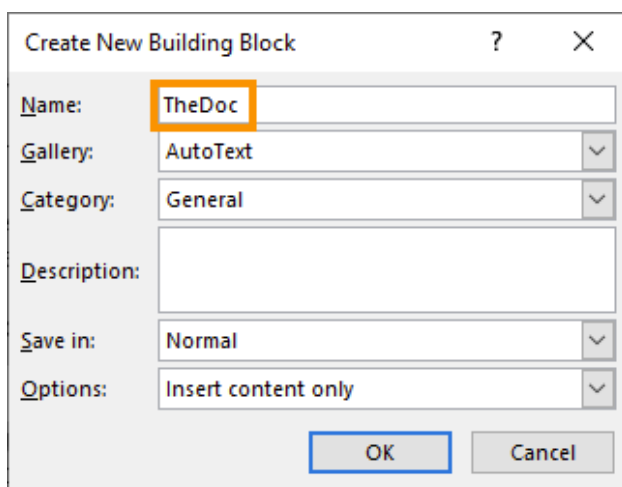 Create New Building Block ?
Name: TheDoc
Gallery: AutoText
Category: General
Description:
Save in: Normal
Options: Insert content only
OK Cancel